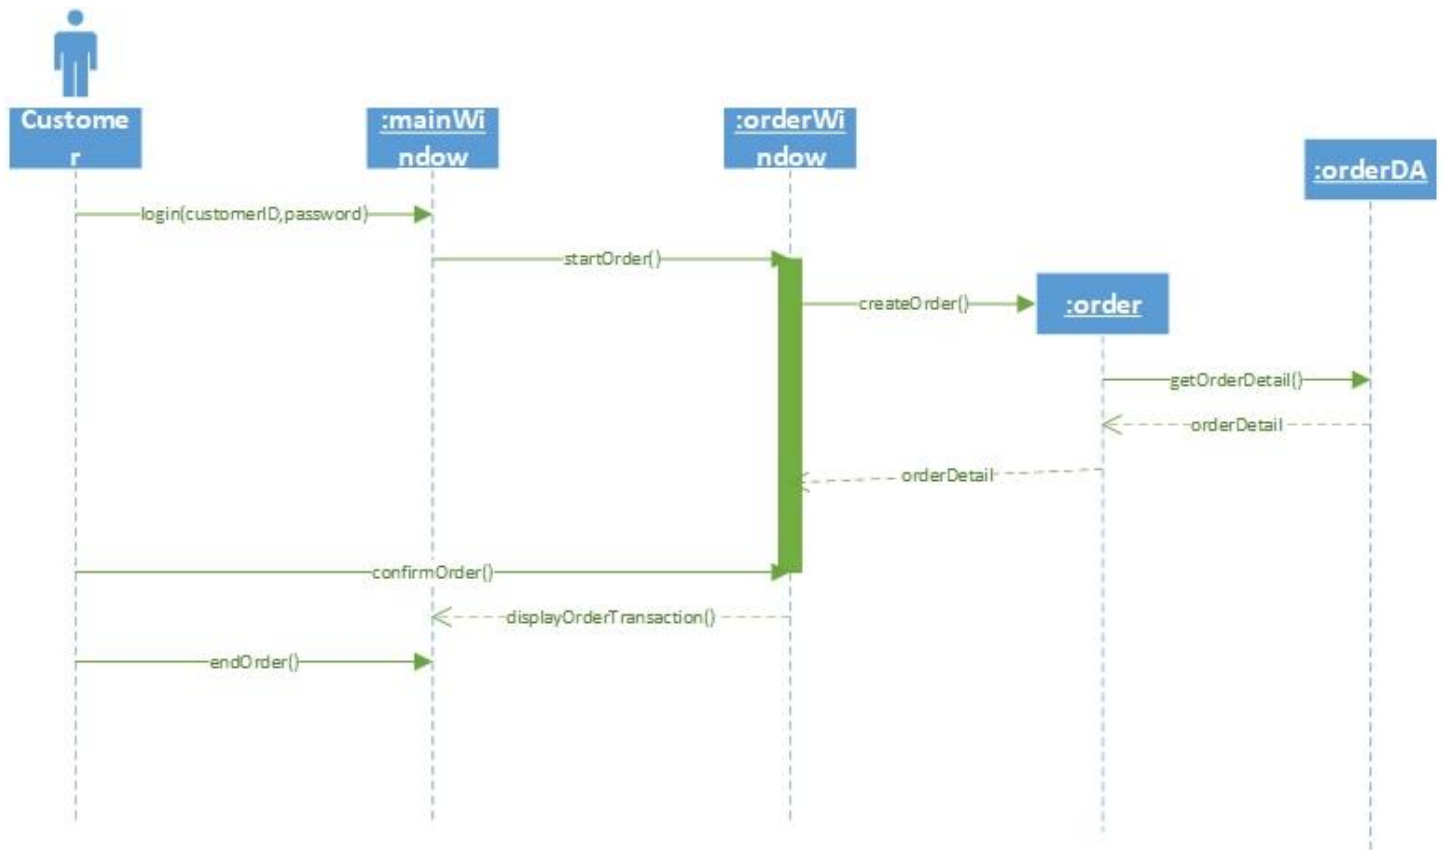 Custome
r
:mainWi
ndow
:orderWi
ndow
:orderDA
login(customerID,password)
startOrder()
createOrder()
:order
getOrderDetail()
orderDetail
orderDetail
confirmOrder()
displayOrderTransaction()
endOrder()